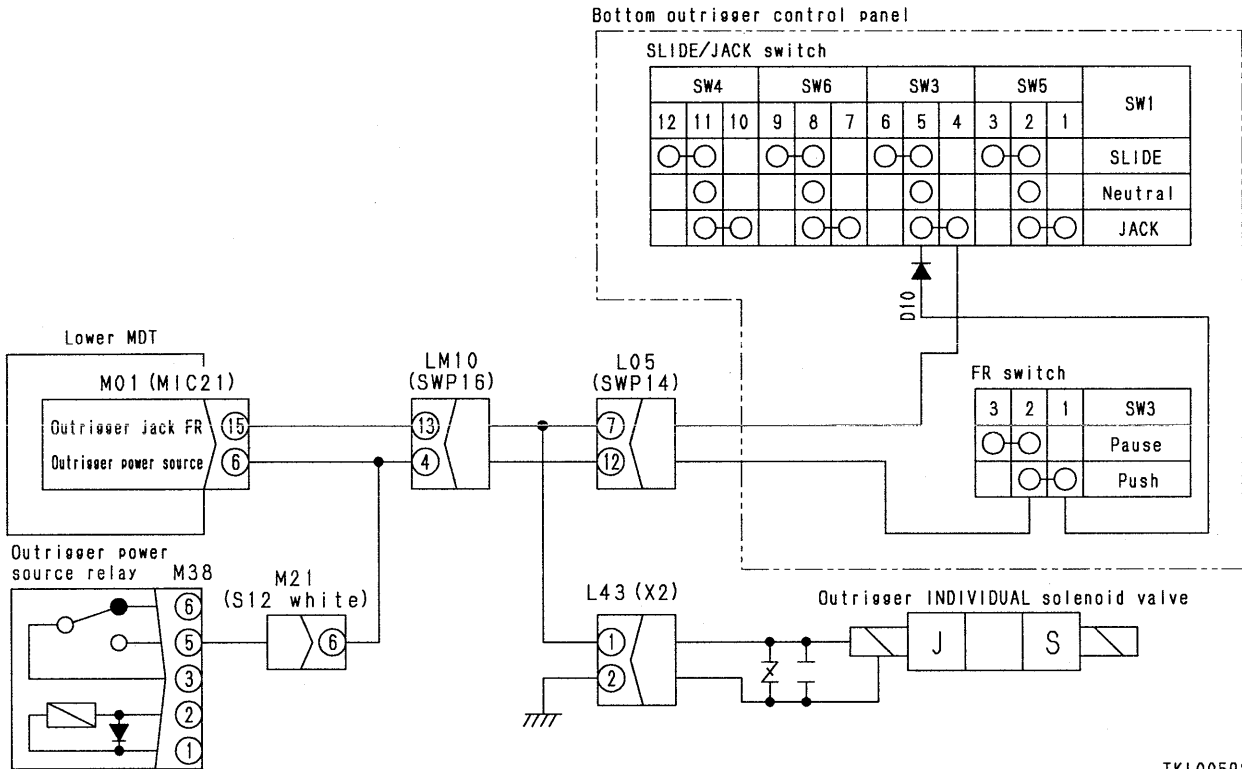 Bottom outrigger control panel
SLIDE/JACK switch
SW4 SW6 SW3 SW5 SW1
12 11 10 9 8 7 6 5 4 3 2 1
SLIDE
Neutral
JACK
D10
Lower MDT
M01 (MIC21)
Outrigger jack FR 15
Outrigger power source 6
LM10
(SWP16)
13
4
L05
(SWP14)
7
12
FR switch
3 2 1 SW3
Pause
Push
Outrigger power
source relay M38
6
5
3
2
1
M21
(S12 white)
6
L43 (X2)
1
2
Outrigger INDIVIDUAL solenoid valve
J S